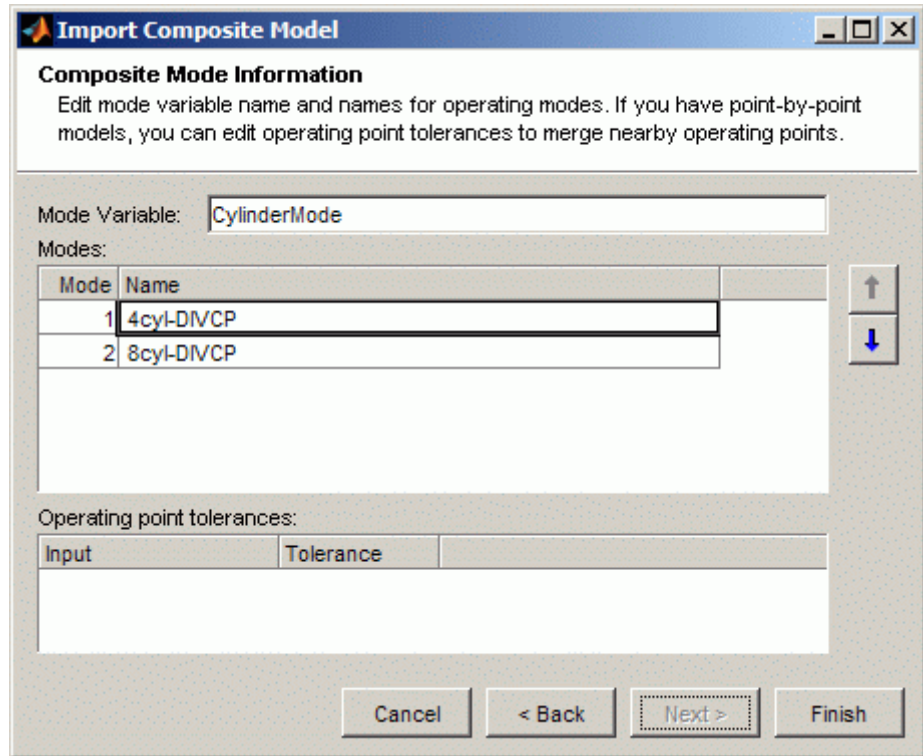 Import Composite Model
Composite Mode Information
Edit mode variable name and names for operating modes. If you have point-by-point
models, you can edit operating point tolerances to merge nearby operating points.
Mode Variable: CylinderMode
Modes:
Mode Name
1 4cyl-DIVCP
2 8cyl-DIVCP
Operating point tolerances:
Input Tolerance
Cancel < Back Next > Finish